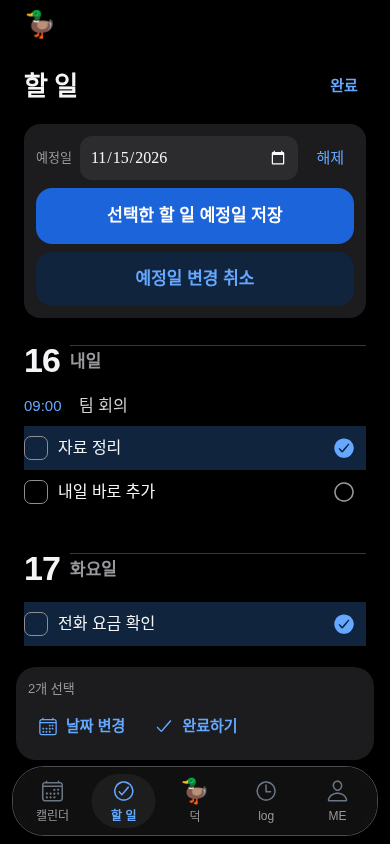 할 일
완료
예정일 11/15/2026 해제
선택한 할 일 예정일 저장
예정일 변경 취소
16 내일
09:00 팀 회의
자료 정리
내일 바로 추가
17 화요일
전화 요금 확인
2개 선택
날짜 변경 완료하기
캘린더 할 일 덕 log ME